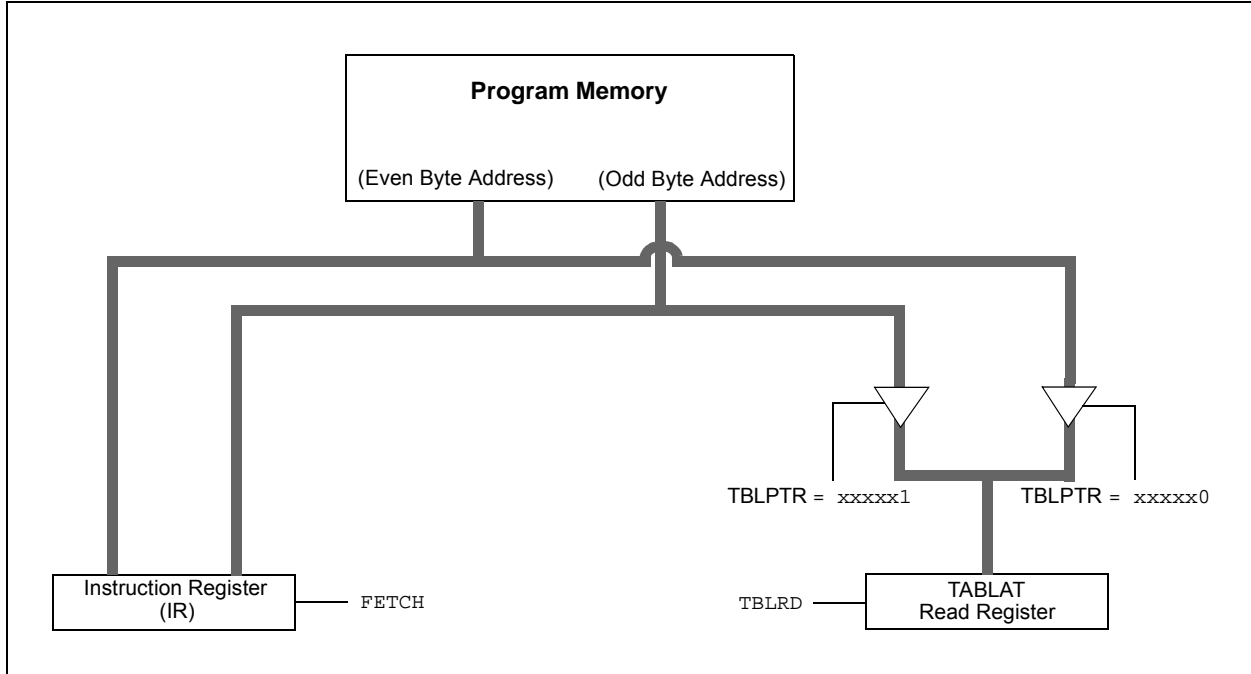 Program Memory
(Even Byte Address)
(Odd Byte Address)
TBLPTR = xxxxx1
TBLPTR = xxxxx0
Instruction Register
(IR)
FETCH
TBLRD
TABLAT
Read Register